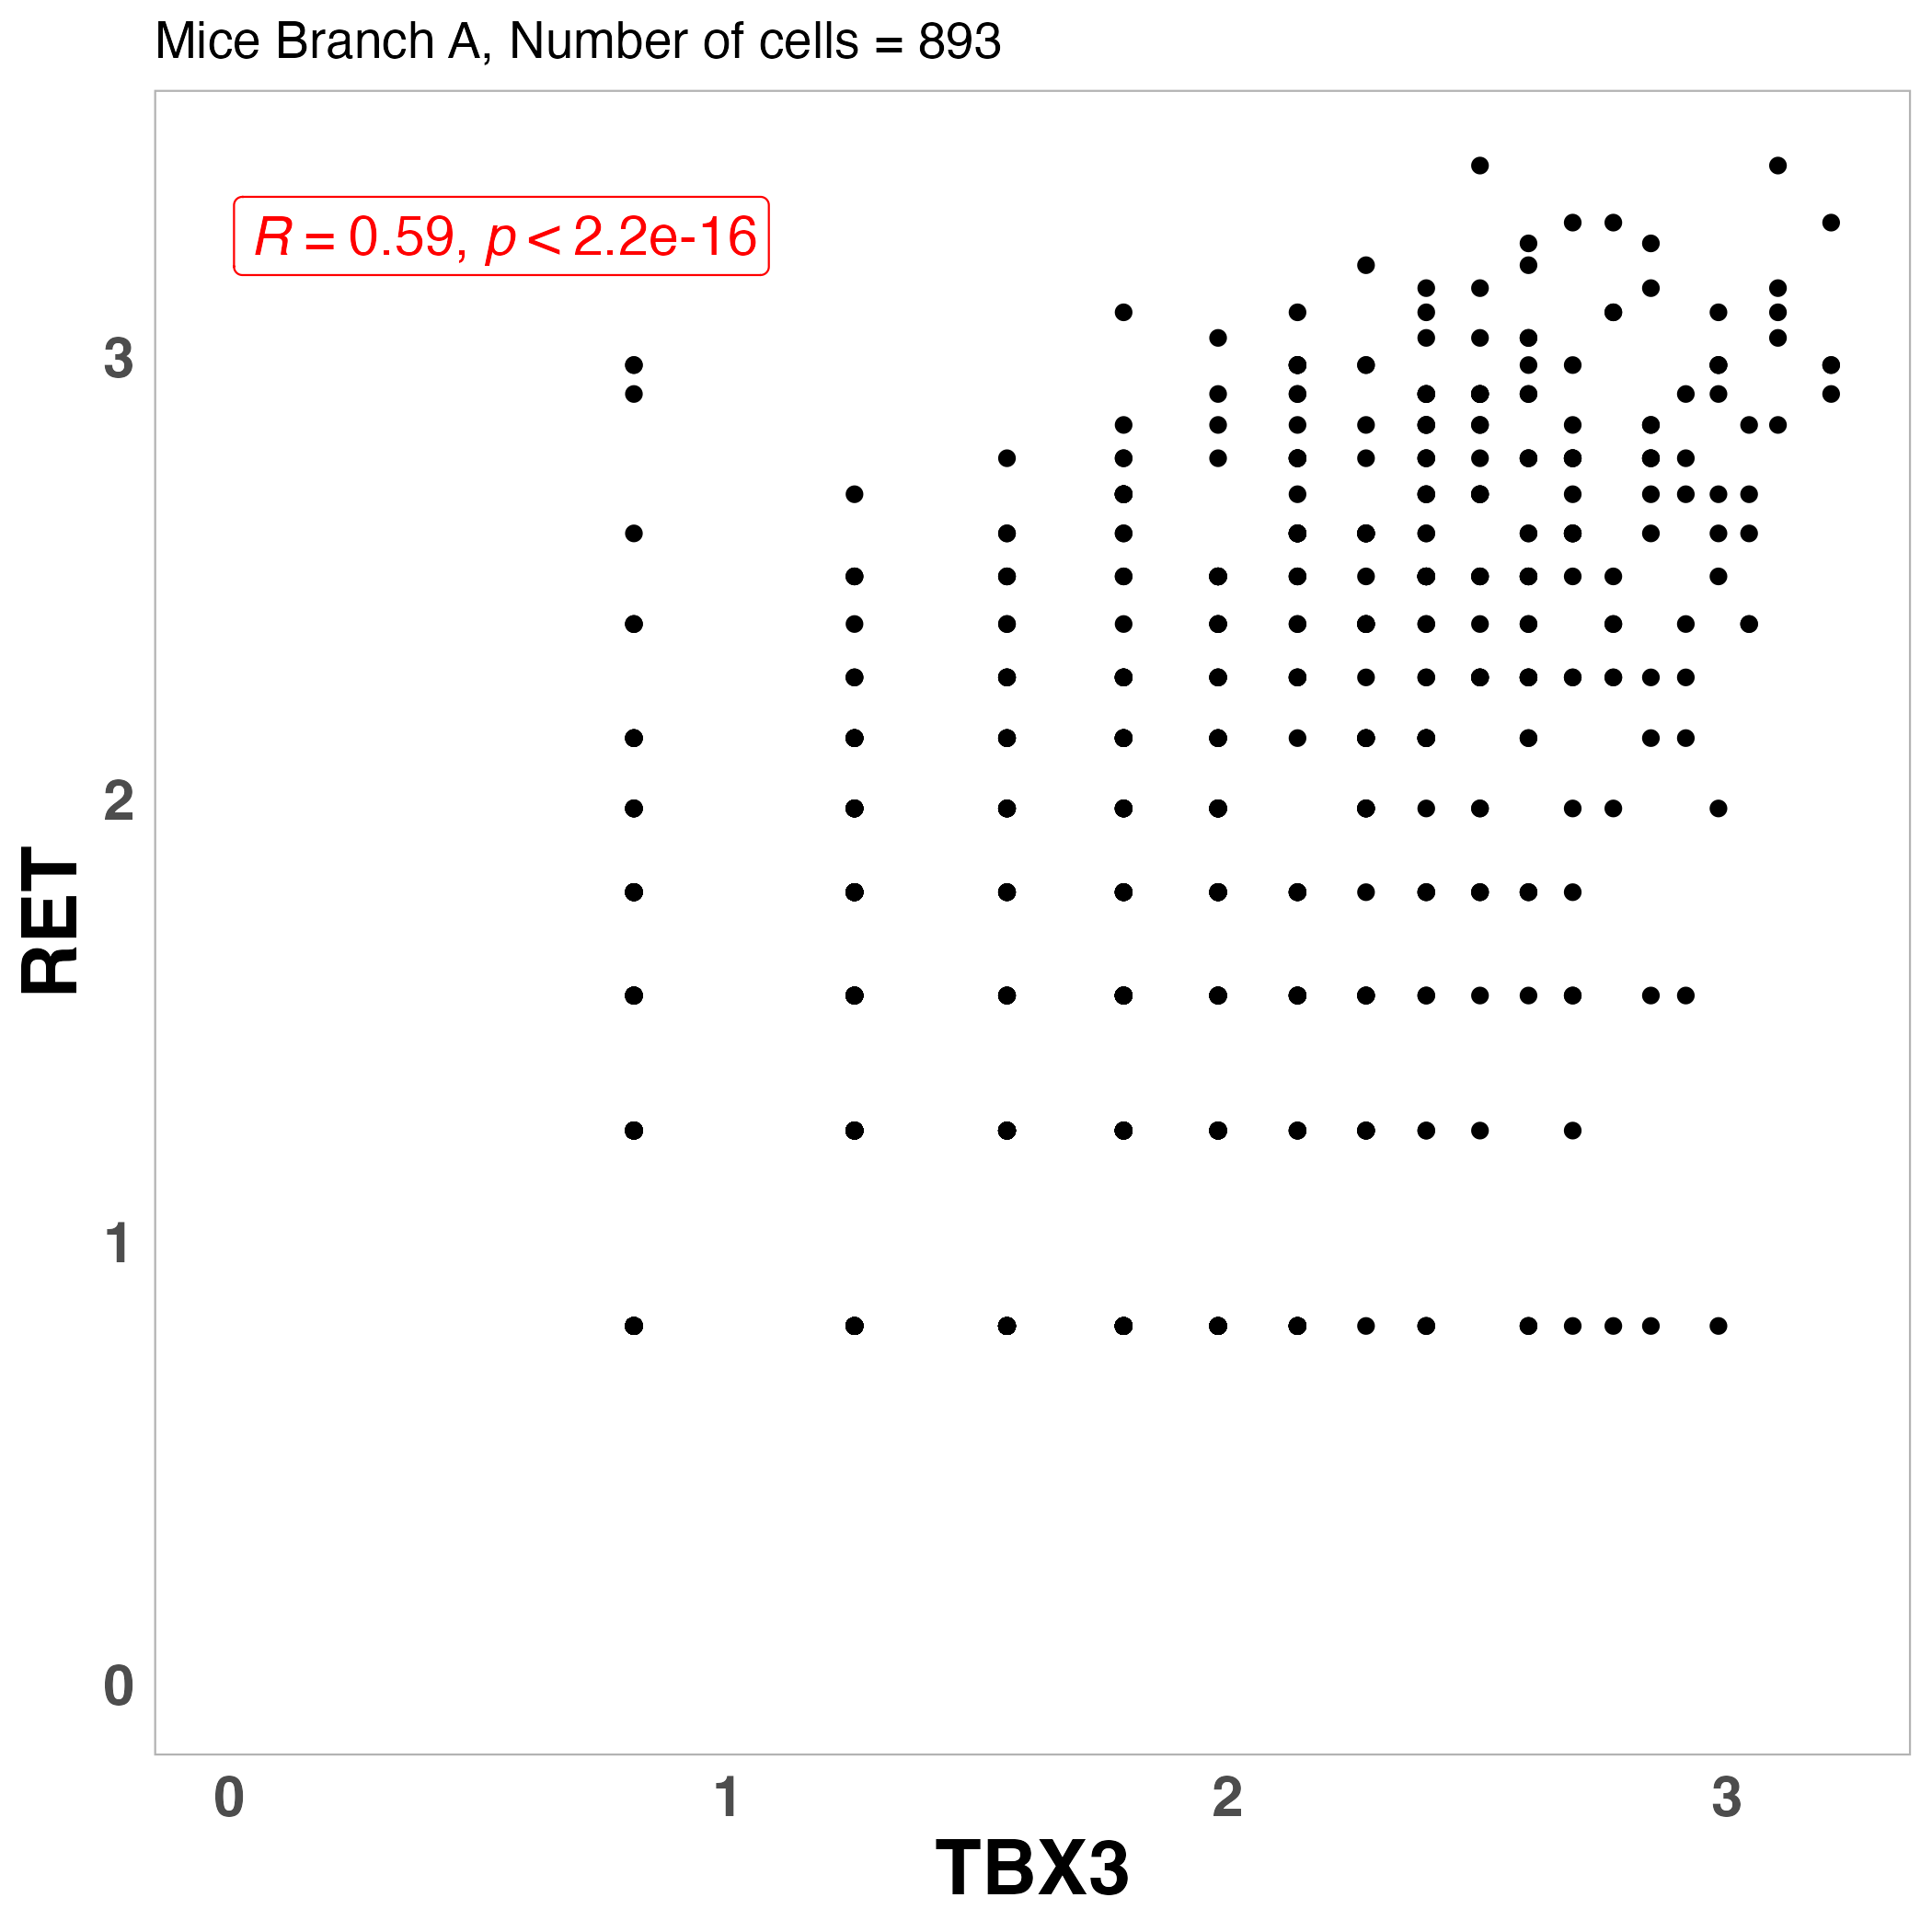 Mice Branch A, Number of cells = 893
R = 0.59, p < 2.2e-16
3
2
1
0
RET
0 1 2 3
TBX3